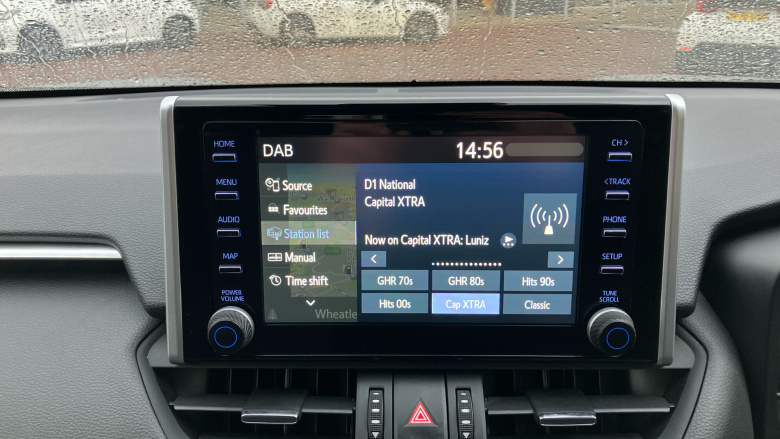 DAB
14:56
HOME
MENU
AUDIO
MAP
POWER
VOLUME
Source
Favourites
Station list
Manual
Time shift
Wheatle
D1 National
Capital XTRA
Now on Capital XTRA: Luniz
<
>
GHR 70s
GHR 80s
Hits 90s
Hits 00s
Cap XTRA
Classic
CH >
< TRACK
PHONE
SETUP
TUNE
SCROLL